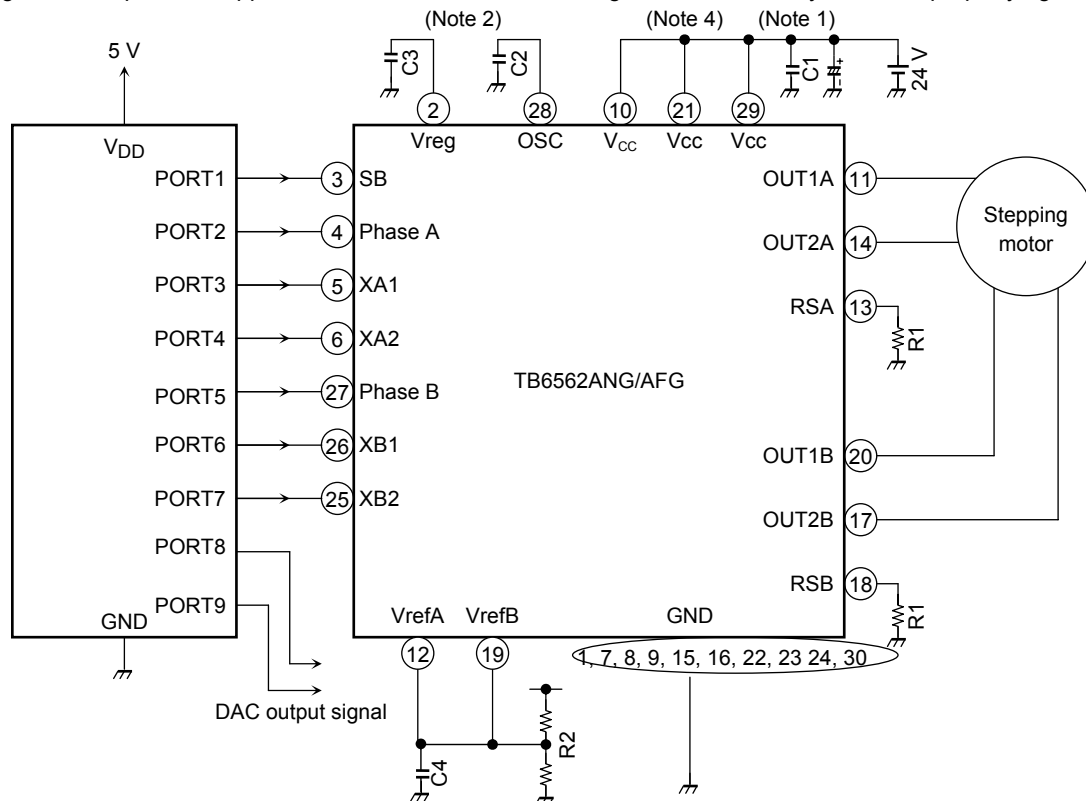 (Note 2)
(Note 4)
(Note 1)
5 V
C3
C2
C1
+
−
24 V
2
28
10
21
29
VDD
Vreg
OSC
VCC
Vcc
Vcc
PORT1
3
SB
OUT1A
11
PORT2
4
Phase A
OUT2A
14
Stepping
motor
PORT3
5
XA1
RSA
13
R1
PORT4
6
XA2
TB6562ANG/AFG
PORT5
27
Phase B
PORT6
26
XB1
OUT1B
20
PORT7
25
XB2
OUT2B
17
PORT8
RSB
18
R1
PORT9
GND
VrefA
VrefB
GND
12
19
1, 7, 8, 9, 15, 16, 22, 23 24, 30
DAC output signal
R2
C4